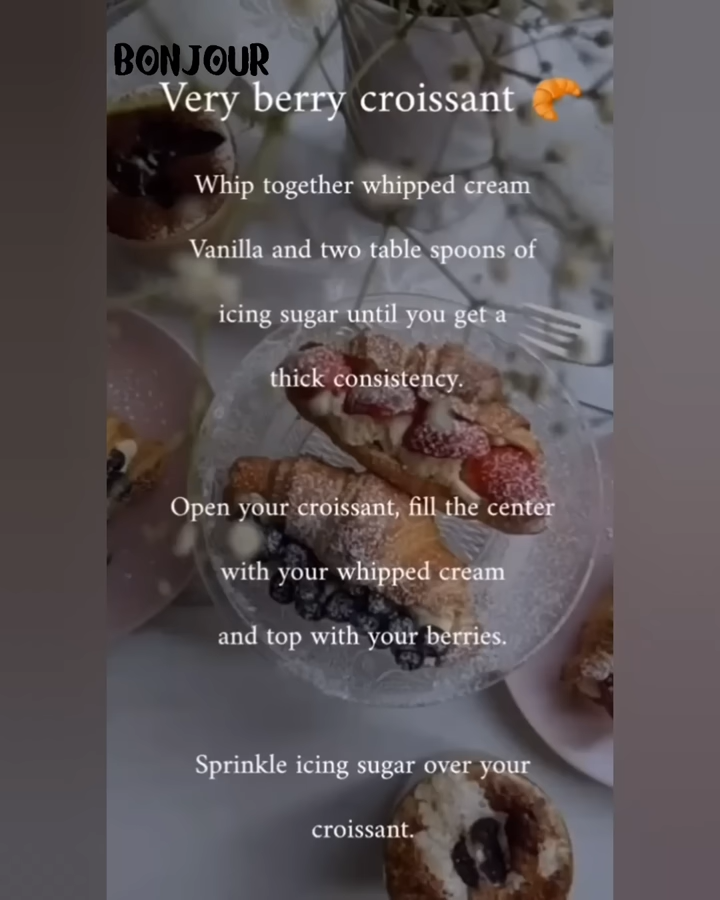 BONJOUR
Very berry croissant 🥐
Whip together whipped cream
Vanilla and two table spoons of
icing sugar until you get a
thick consistency.
Open your croissant, fill the center
with your whipped cream
and top with your berries.
Sprinkle icing sugar over your
croissant.